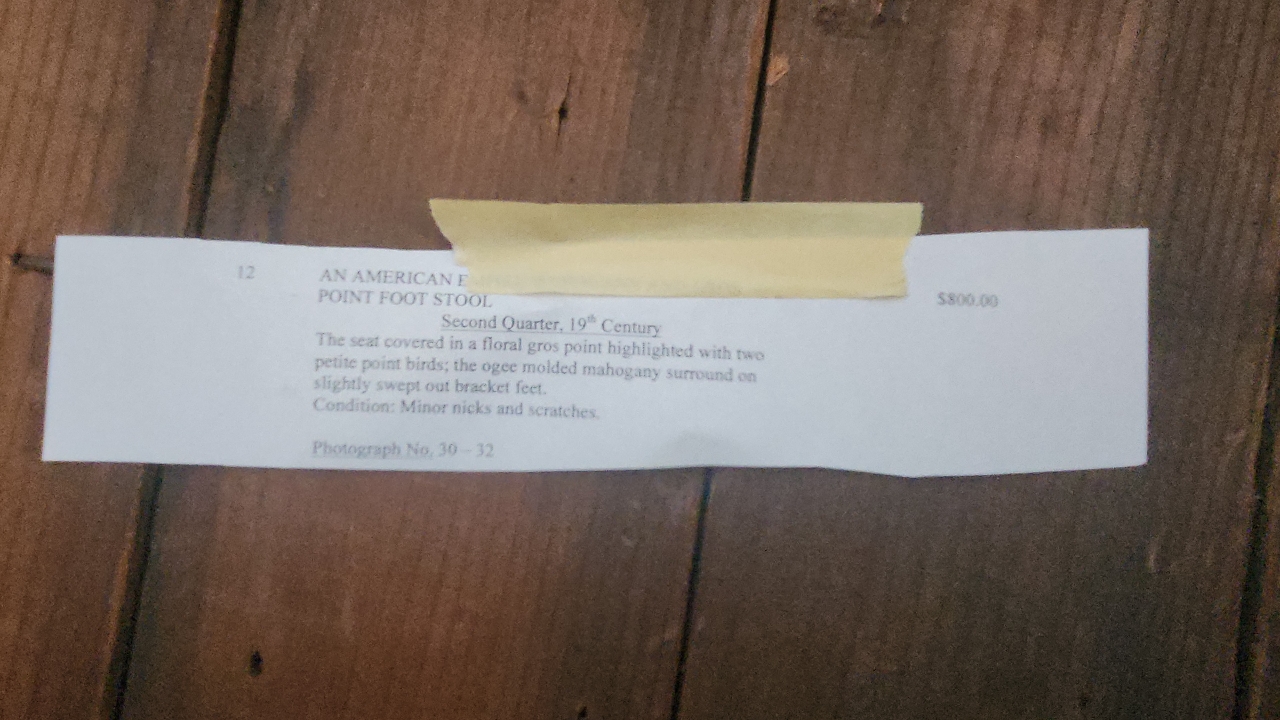 12 AN AMERICAN E
POINT FOOT STOOL $800.00
Second Quarter, 19th Century
The seat covered in a floral gros point highlighted with two
petite point birds; the ogee molded mahogany surround on
slightly swept out bracket feet.
Condition: Minor nicks and scratches.
Photograph No. 30 – 32